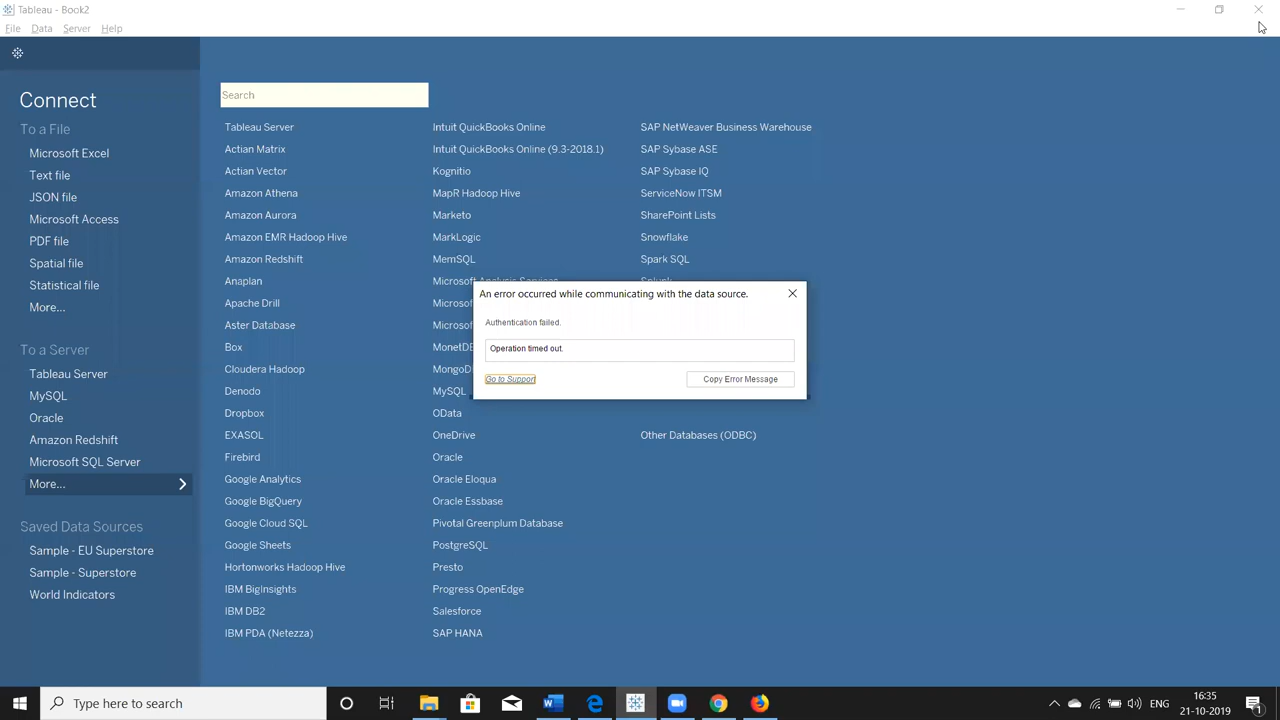 Tableau - Book2
File Data Server Help
Connect
To a File
Microsoft Excel
Text file
JSON file
Microsoft Access
PDF file
Spatial file
Statistical file
More...
To a Server
Tableau Server
MySQL
Oracle
Amazon Redshift
Microsoft SQL Server
More...
Saved Data Sources
Sample - EU Superstore
Sample - Superstore
World Indicators
Search
Tableau Server
Actian Matrix
Actian Vector
Amazon Athena
Amazon Aurora
Amazon EMR Hadoop Hive
Amazon Redshift
Anaplan
Apache Drill
Aster Database
Box
Cloudera Hadoop
Denodo
Dropbox
EXASOL
Firebird
Google Analytics
Google BigQuery
Google Cloud SQL
Google Sheets
Hortonworks Hadoop Hive
IBM BigInsights
IBM DB2
IBM PDA (Netezza)
Intuit QuickBooks Online
Intuit QuickBooks Online (9.3-2018.1)
Kognitio
MapR Hadoop Hive
Marketo
MarkLogic
MemSQL
Microsoft Analysis Services
MySQL
OData
OneDrive
Oracle
Oracle Eloqua
Oracle Essbase
Pivotal Greenplum Database
PostgreSQL
Presto
Progress OpenEdge
Salesforce
SAP HANA
SAP NetWeaver Business Warehouse
SAP Sybase ASE
SAP Sybase IQ
ServiceNow ITSM
SharePoint Lists
Snowflake
Spark SQL
Splunk
Other Databases (ODBC)
An error occurred while communicating with the data source.
Authentication failed.
Operation timed out.
Go to Support
Copy Error Message
Type here to search
ENG
16:35
21-10-2019
1